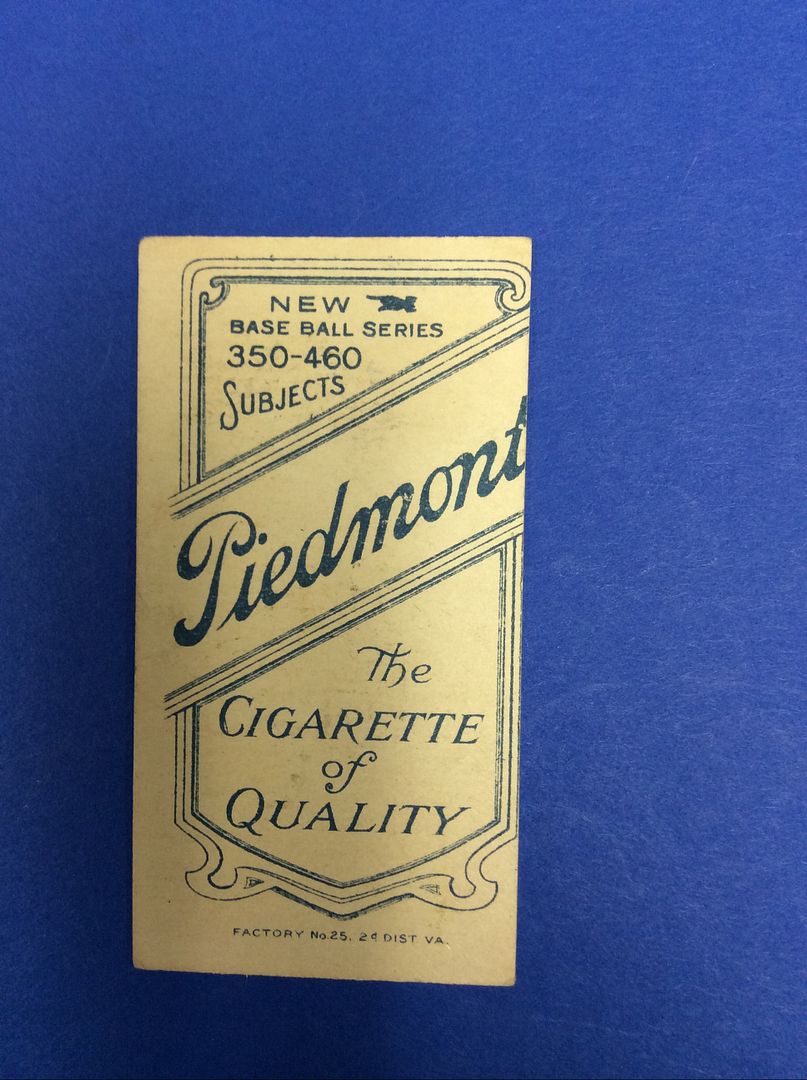 NEW
BASE BALL SERIES
350-460
SUBJECTS
Piedmont
The
CIGARETTE
of
QUALITY
FACTORY No.25, 2d DIST. VA.